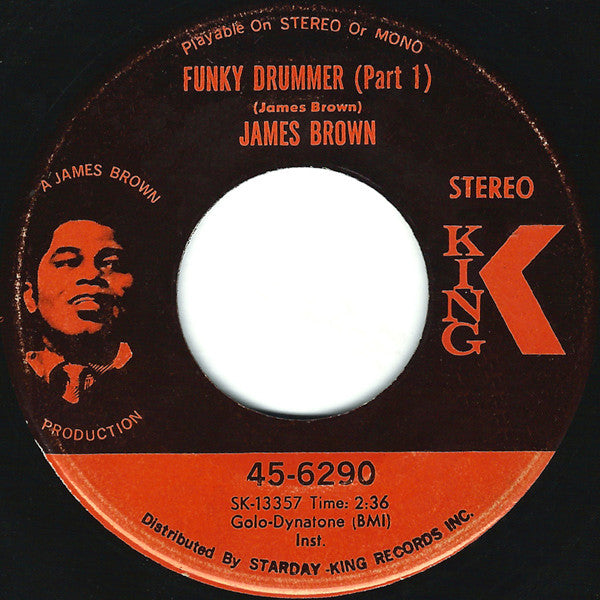 Playable On STEREO Or MONO
FUNKY DRUMMER (Part 1)
(James Brown)
JAMES BROWN
A JAMES BROWN
PRODUCTION
STEREO
KING
K
45-6290
SK-13357 Time: 2:36
Golo-Dynatone (BMI)
Inst.
Distributed By STARDAY-KING RECORDS INC.